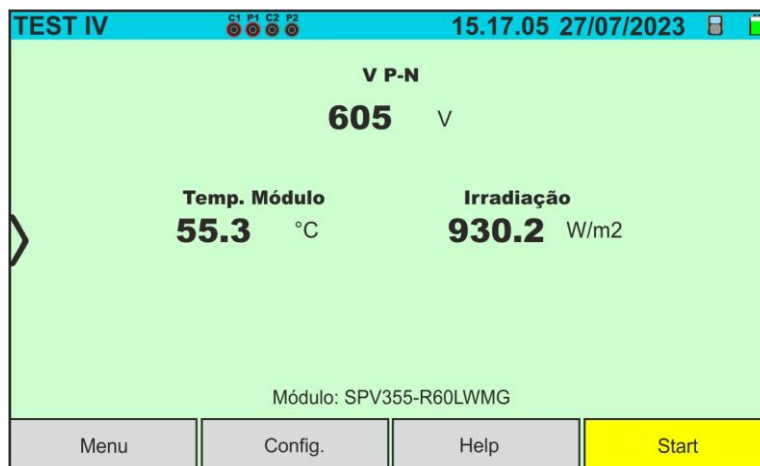 TEST IV C1 P1 C2 P2 15.17.05 27/07/2023
V P-N
605 V
Temp. Módulo Irradiação
55.3 °C 930.2 W/m2
Módulo: SPV355-R60LWMG
Menu Config. Help Start